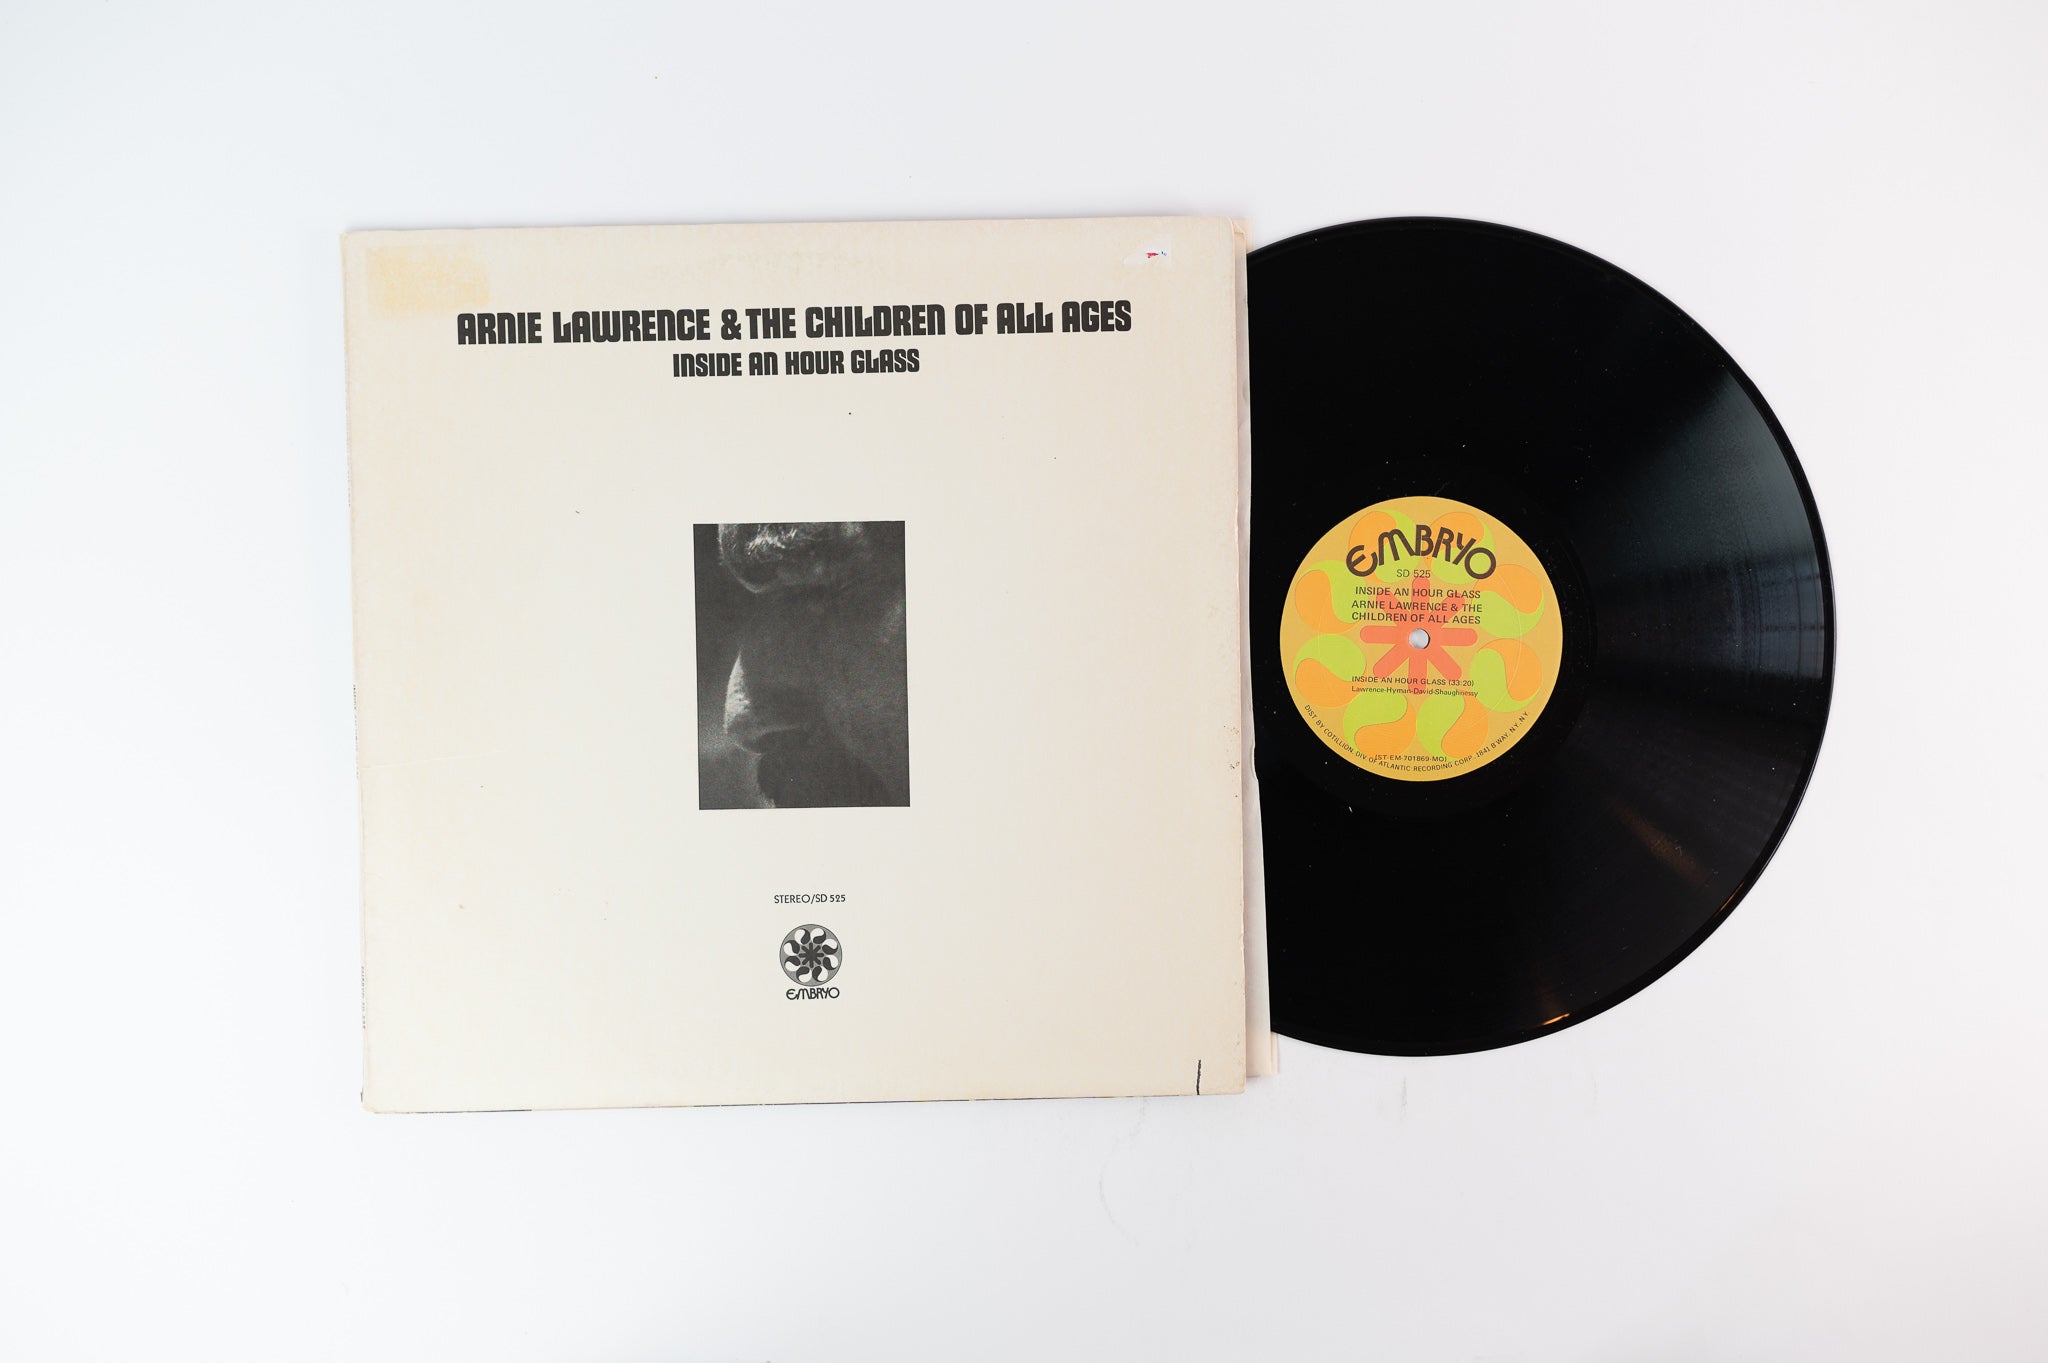 ARNIE LAWRENCE & THE CHILDREN OF ALL AGES
INSIDE AN HOUR GLASS
STEREO/SD 525
EMBRYO
EMBRYO
SD 525
INSIDE AN HOUR GLASS
ARNIE LAWRENCE & THE
CHILDREN OF ALL AGES
INSIDE AN HOUR GLASS (33:20)
Lawrence-Hyman-David-Shaughnessy
(ST-EM-701869-MO)
DIST. BY COTILLION, DIV. OF ATLANTIC RECORDING CORP., 1841 B'WAY, N.Y., N.Y.